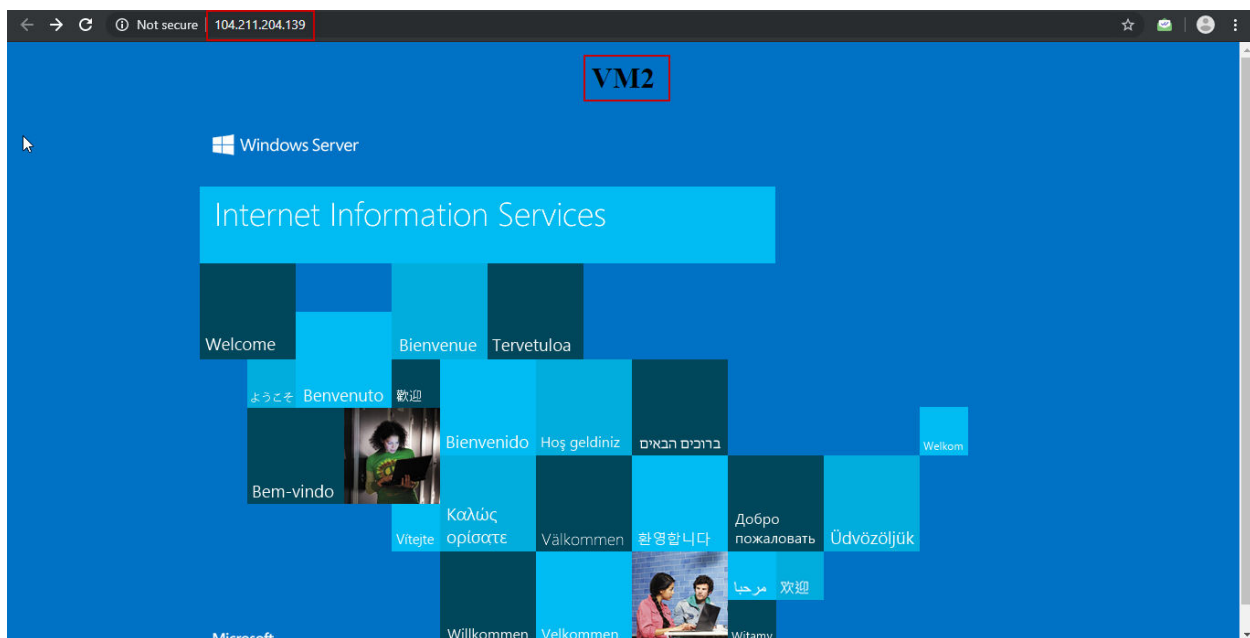 Not secure | 104.211.204.139
VM2
Windows Server
Internet Information Services
Welcome
Bienvenue
Tervetuloa
ようこそ
Benvenuto
歡迎
Bienvenido
Hoş geldiniz
ברוכים הבאים
Welkom
Bem-vindo
Vítejte
Καλώς
ορίσατε
Välkommen
환영합니다
Добро
пожаловать
Üdvözöljük
مرحبا
欢迎
Microsoft
Willkommen
Velkommen
Witamy